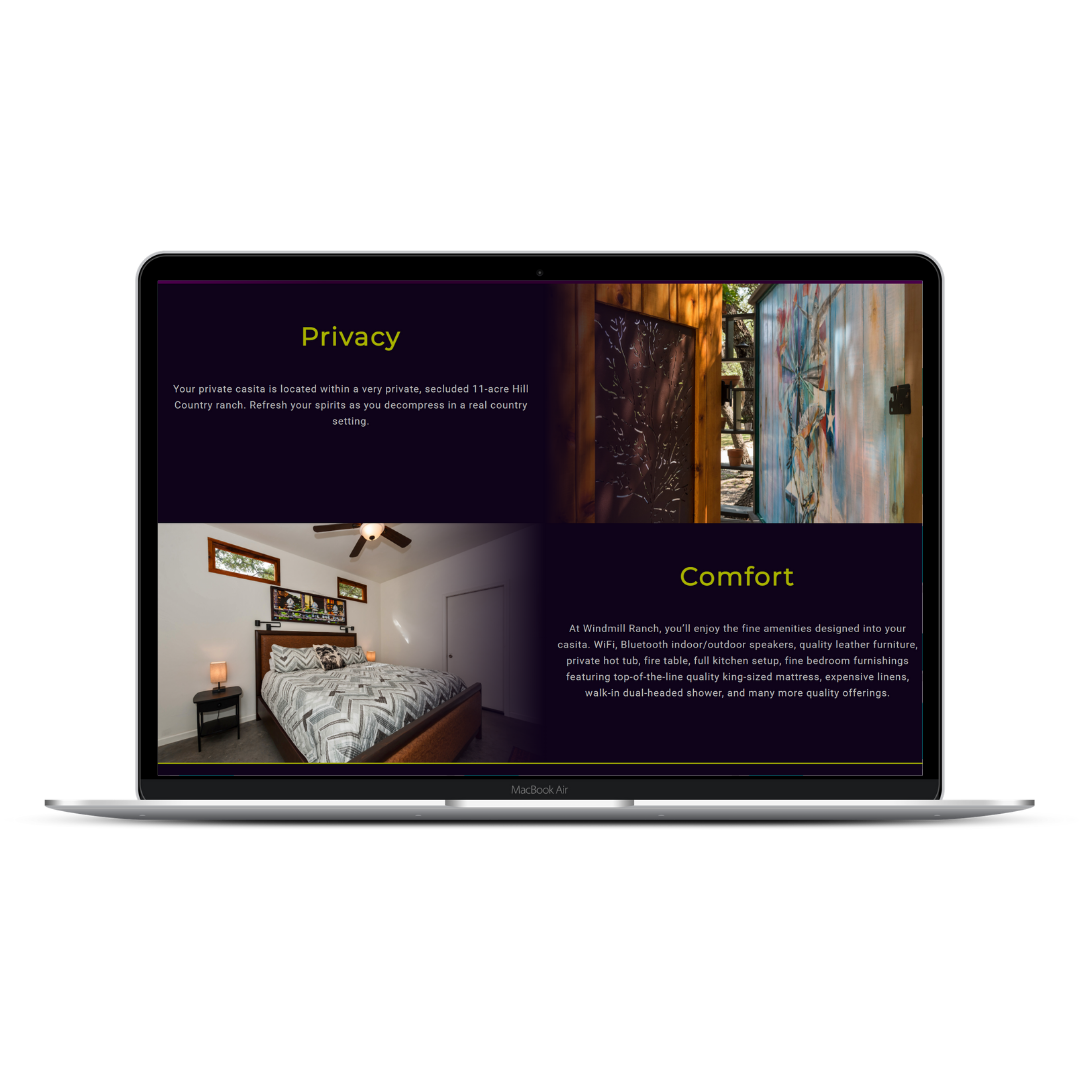 Privacy
Your private casita is located within a very private, secluded 11-acre Hill
Country ranch. Refresh your spirits as you decompress in a real country
setting.
Comfort
At Windmill Ranch, you’ll enjoy the fine amenities designed into your
casita. WiFi, Bluetooth indoor/outdoor speakers, quality leather furniture,
private hot tub, fire table, full kitchen setup, fine bedroom furnishings
featuring top-of-the-line quality king-sized mattress, expensive linens,
walk-in dual-headed shower, and many more quality offerings.
MacBook Air